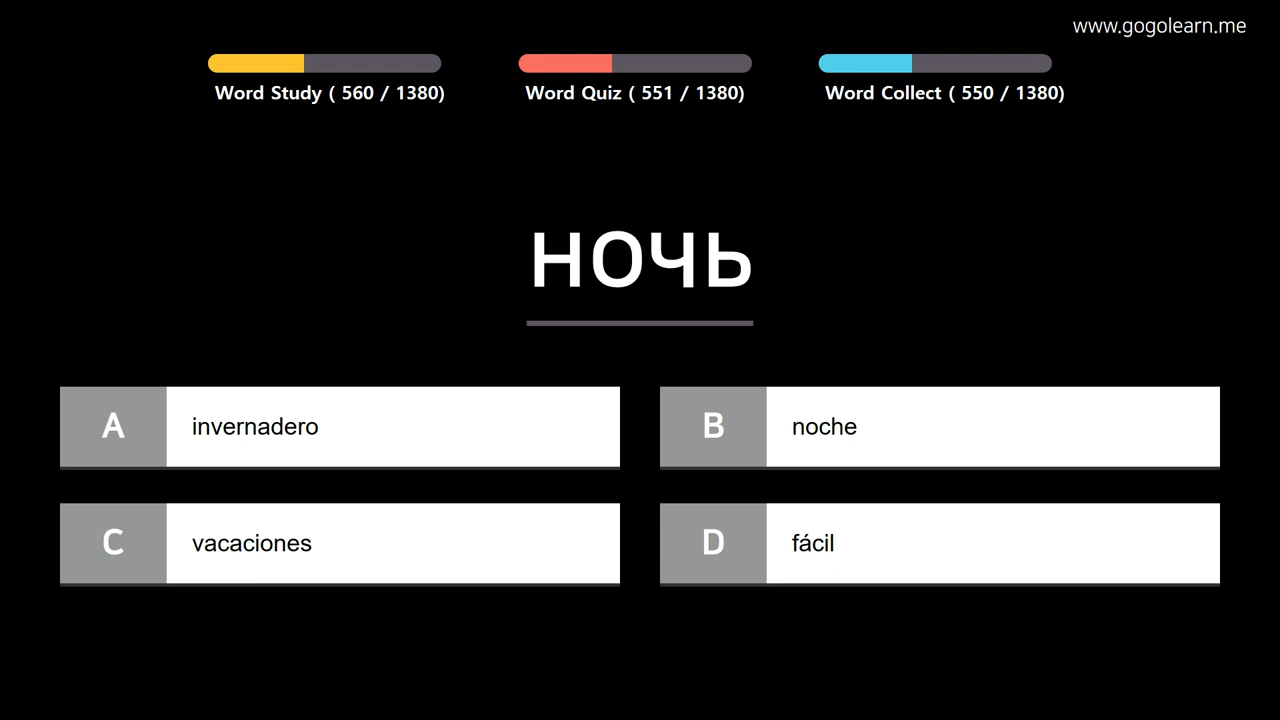 www.gogolearn.me
Word Study ( 560 / 1380)
Word Quiz ( 551 / 1380)
Word Collect ( 550 / 1380)
ночь
A
invernadero
B
noche
C
vacaciones
D
fácil